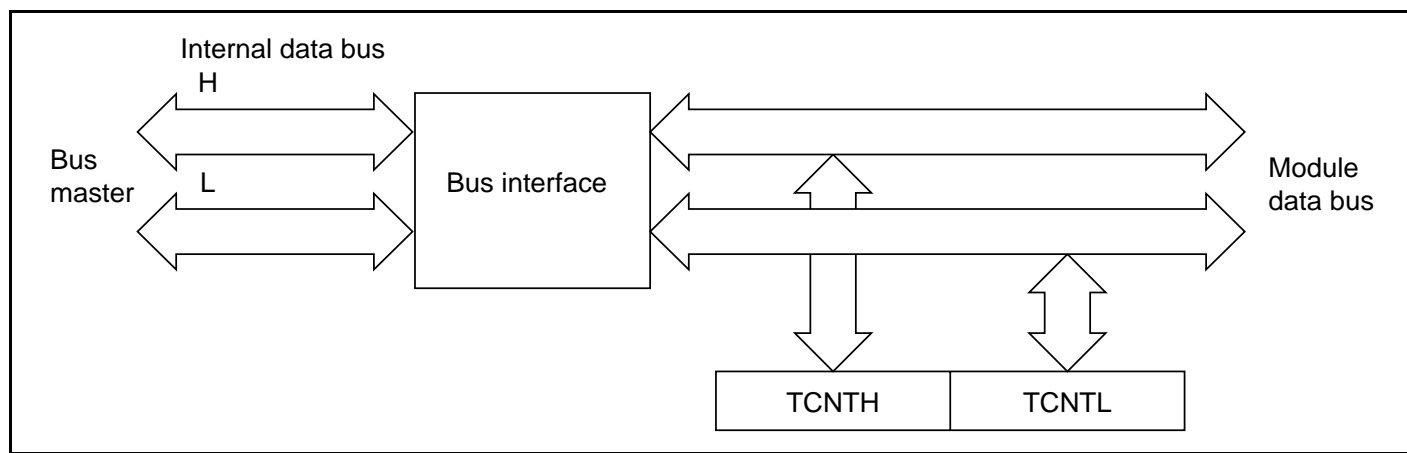 Internal data bus
H
Bus
master
L
Bus interface
Module
data bus
TCNTH
TCNTL